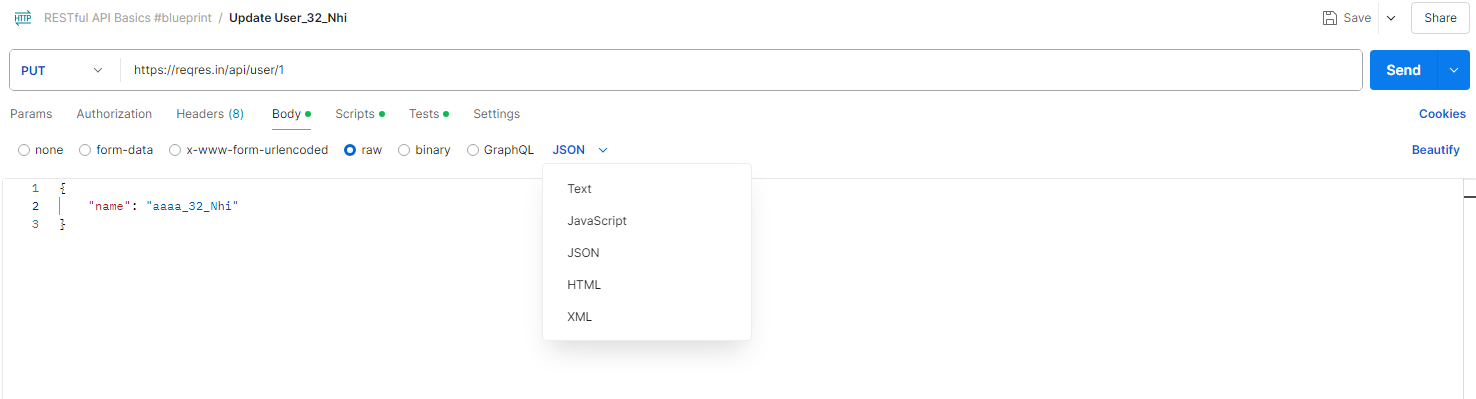 HTTP RESTful API Basics #blueprint / Update User_32_Nhi Save Share
PUT https://reqres.in/api/user/1 Send
Params Authorization Headers (8) Body Scripts Tests Settings Cookies
none form-data x-www-form-urlencoded raw binary GraphQL JSON Beautify
Text
JavaScript
JSON
HTML
XML
1 {
2 "name": "aaaa_32_Nhi"
3 }